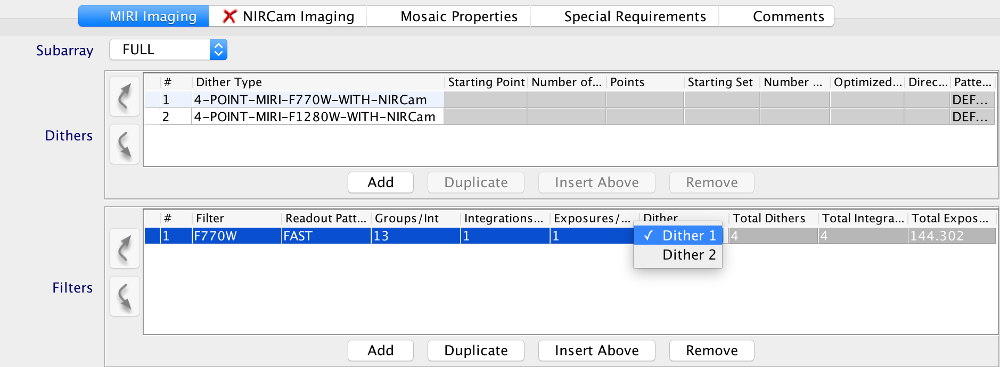 MIRI Imaging NIRCam Imaging Mosaic Properties Special Requirements Comments
Subarray FULL
# Dither Type Starting Point Number of... Points Starting Set Number ... Optimized... Direc... Patte...
1 4-POINT-MIRI-F770W-WITH-NIRCam DEF...
2 4-POINT-MIRI-F1280W-WITH-NIRCam DEF...
Dithers
Add Duplicate Insert Above Remove
# Filter Readout Patt... Groups/Int Integrations... Exposures/... Dither Total Dithers Total Integra... Total Expos...
1 F770W FAST 13 1 1 ✓ Dither 1 4 4 144.302
Dither 2
Filters
Add Duplicate Insert Above Remove